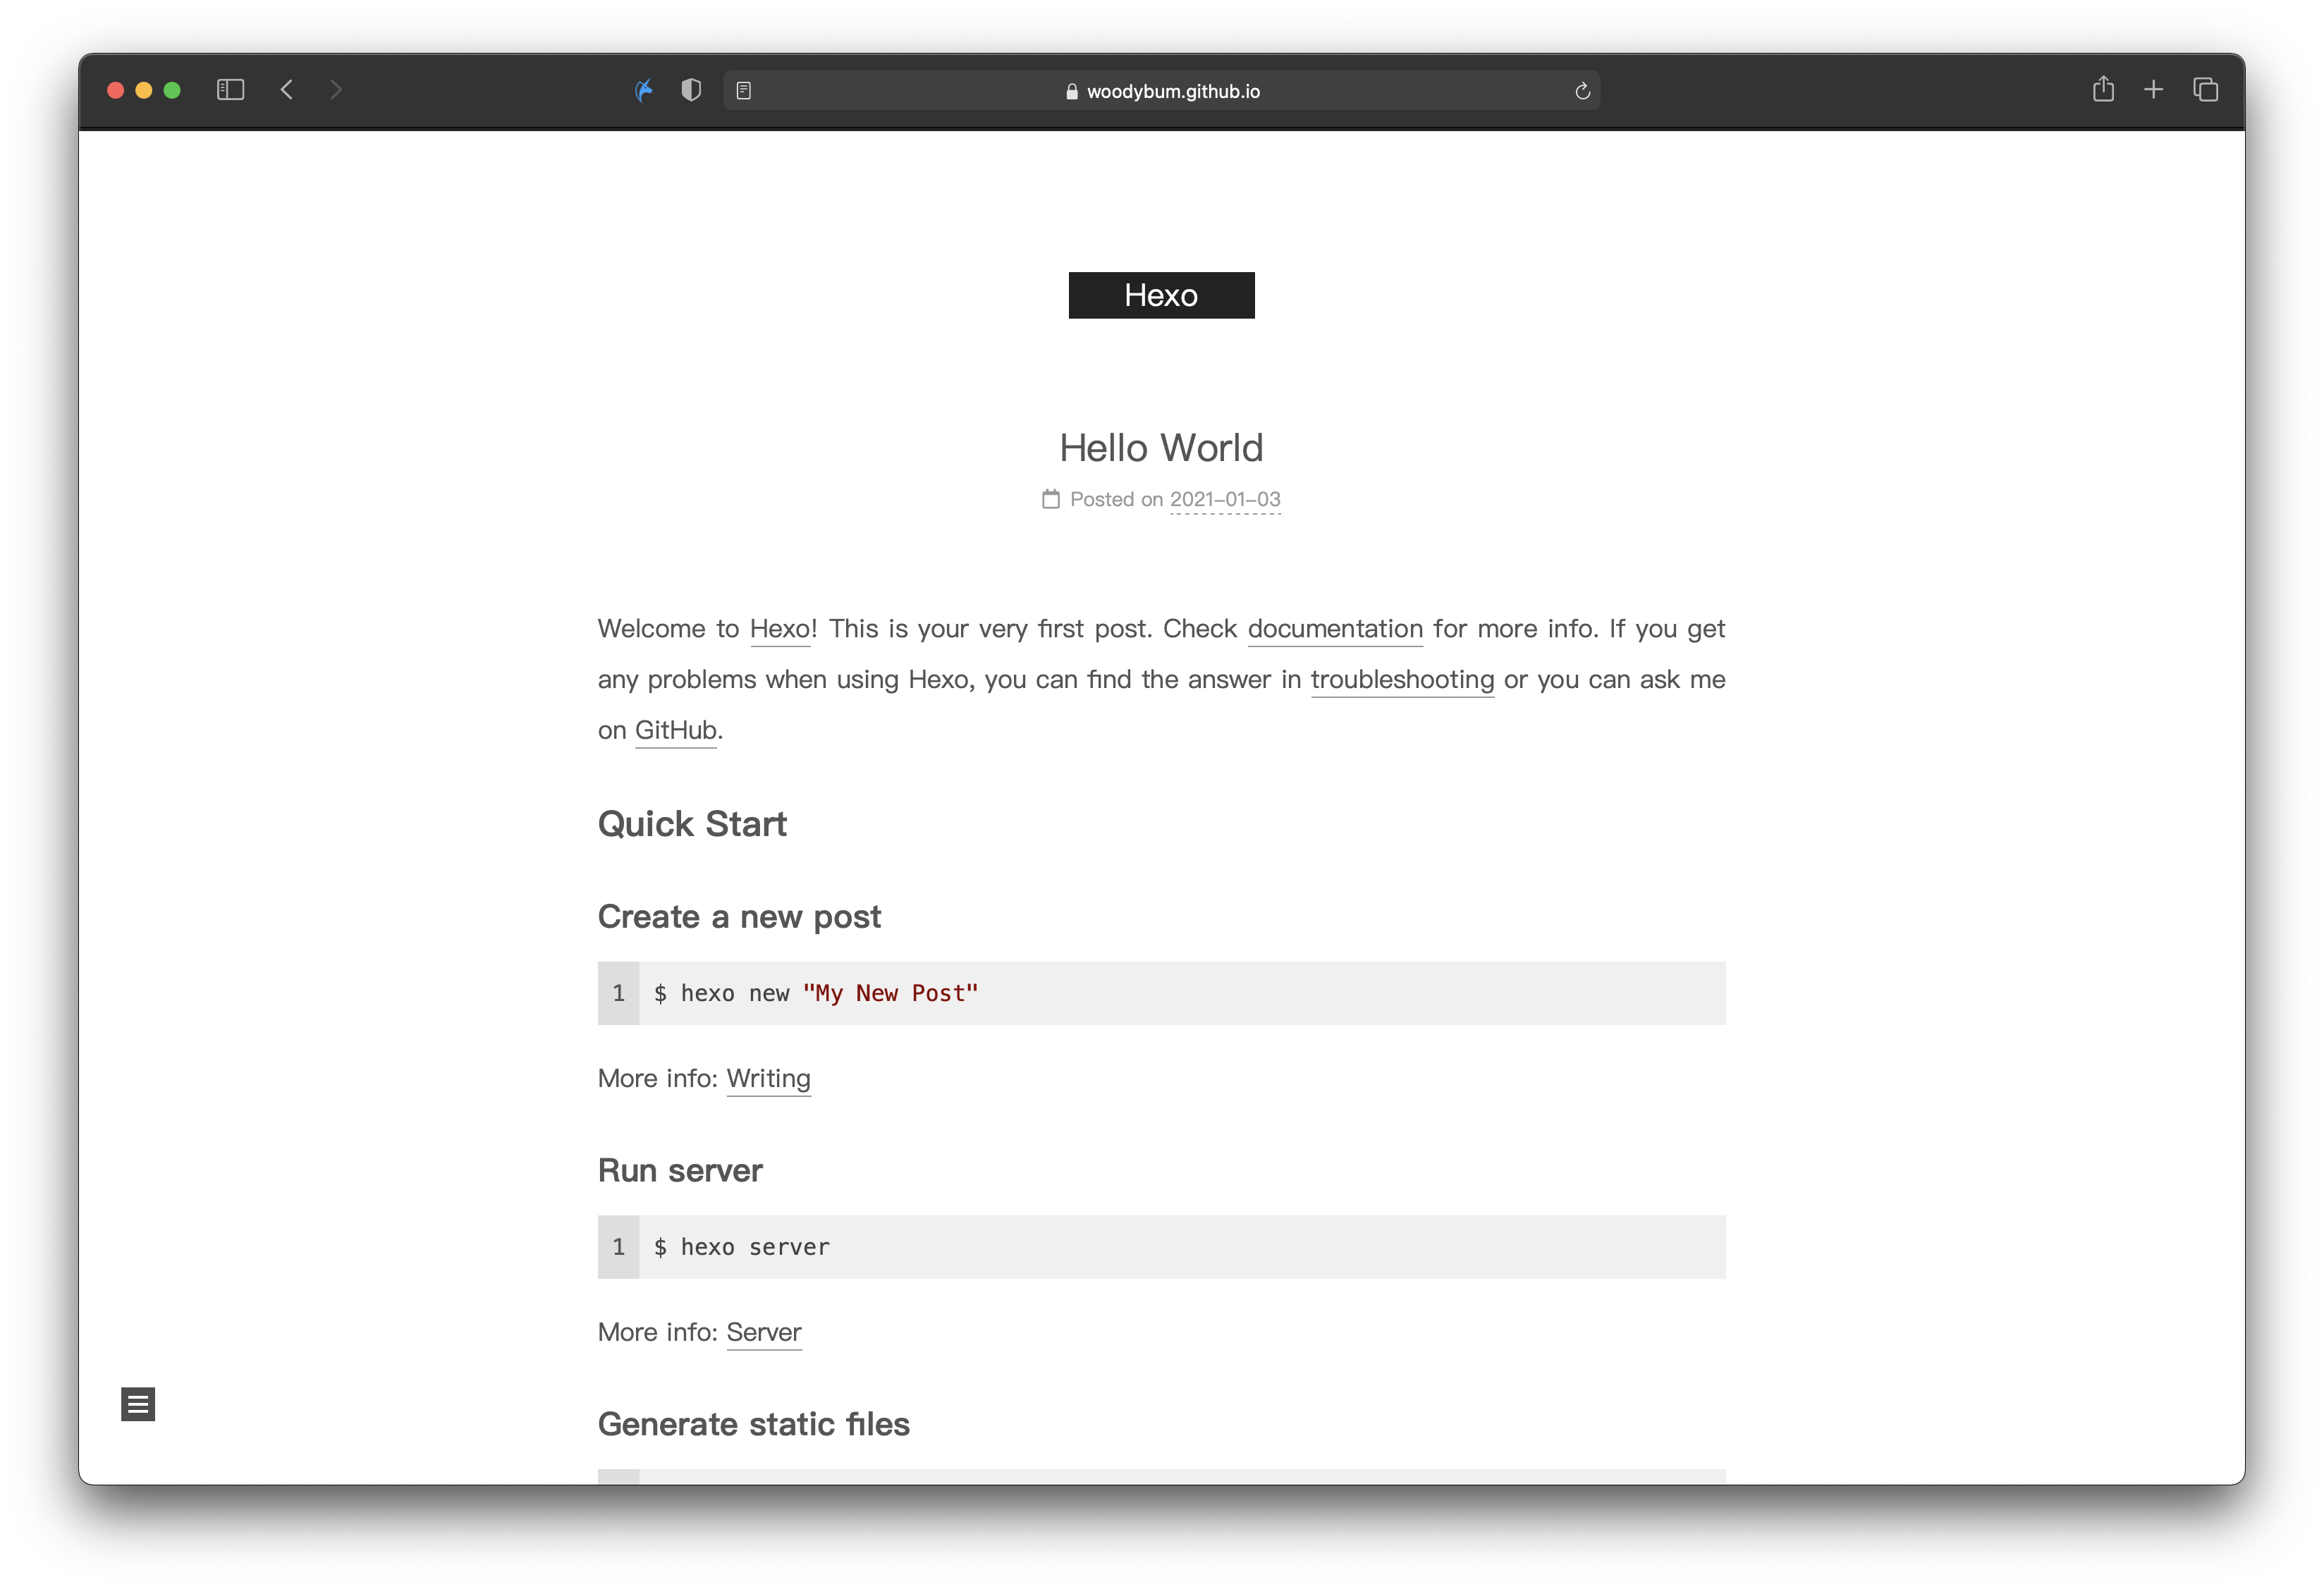 woodybum.github.io
Hexo
Hello World
Posted on 2021-01-03
Welcome to Hexo! This is your very first post. Check documentation for more info. If you get
any problems when using Hexo, you can find the answer in troubleshooting or you can ask me
on GitHub.
Quick Start
Create a new post
1 $ hexo new "My New Post"
More info: Writing
Run server
1 $ hexo server
More info: Server
Generate static files